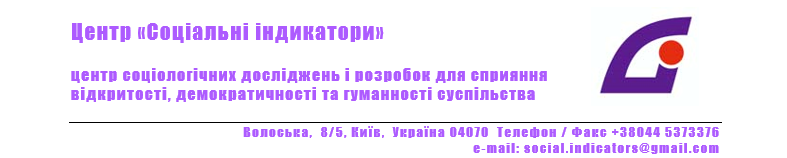 Центр «Соціальні індикатори»
центр соціологічних досліджень і розробок для сприяння
відкритості, демократичності та гуманності суспільства
Волоська, 8/5, Київ, Україна 04070 Телефон / Факс +38044 5373376
e-mail: social.indicators@gmail.com